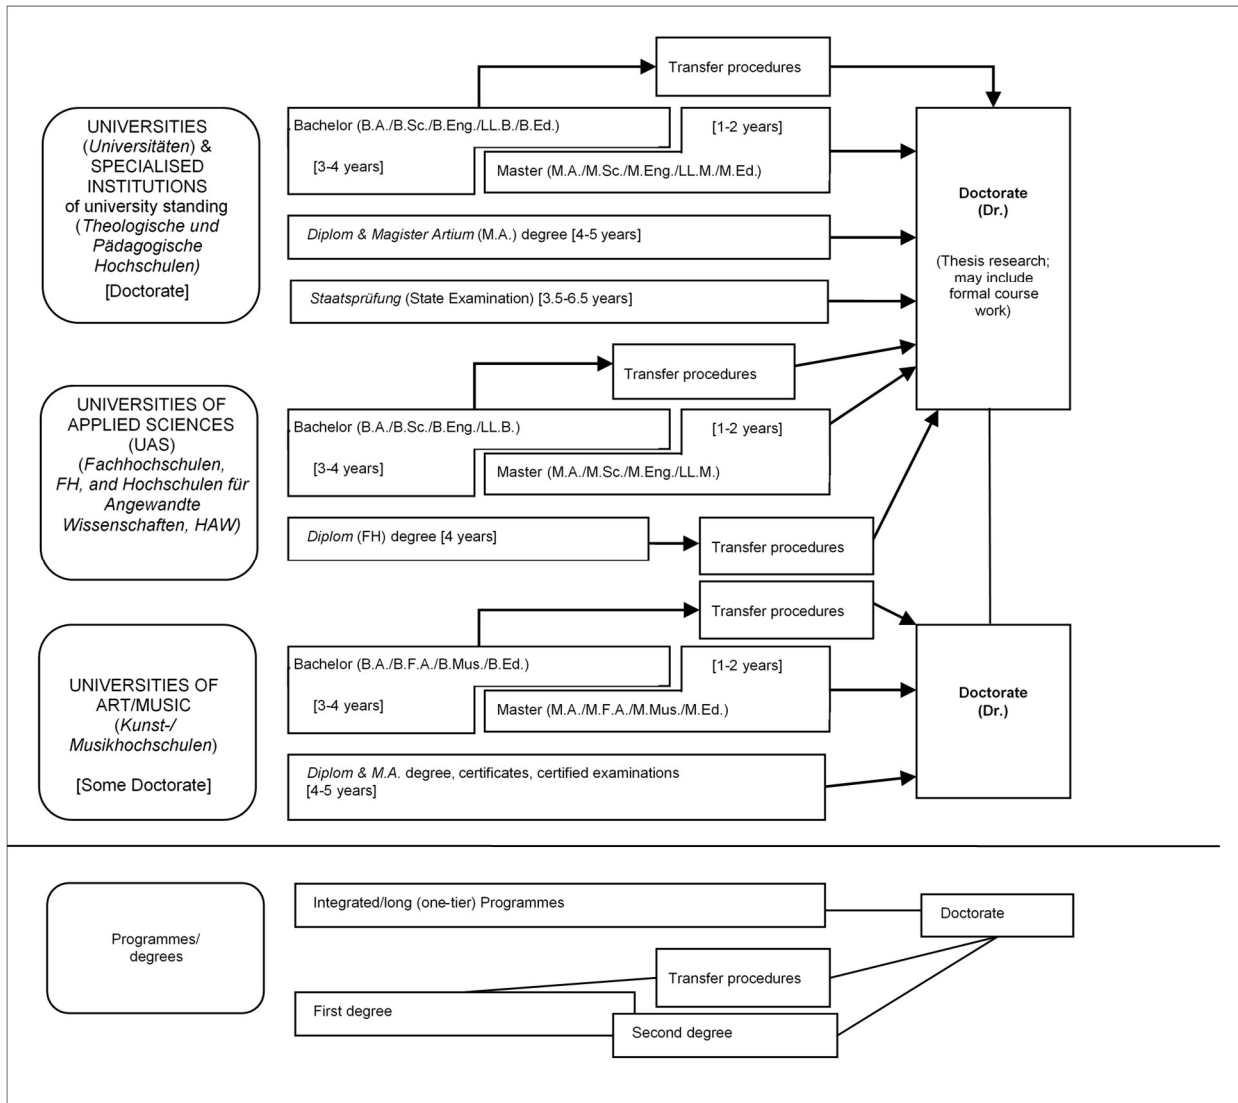 Transfer procedures
UNIVERSITIES
(Universitäten) &
SPECIALISED
INSTITUTIONS
of university standing
(Theologische und
Pädagogische
Hochschulen)
[Doctorate]
Bachelor (B.A./B.Sc./B.Eng./LL.B./B.Ed.)
[3-4 years]
[1-2 years]
Master (M.A./M.Sc./M.Eng./LL.M./M.Ed.)
Diplom & Magister Artium (M.A.) degree [4-5 years]
Staatsprüfung (State Examination) [3.5-6.5 years]
Doctorate
(Dr.)
(Thesis research;
may include
formal course
work)
Transfer procedures
UNIVERSITIES OF
APPLIED SCIENCES
(UAS)
(Fachhochschulen,
FH, and Hochschulen für
Angewandte
Wissenschaften, HAW)
Bachelor (B.A./B.Sc./B.Eng./LL.B.)
[3-4 years]
[1-2 years]
Master (M.A./M.Sc./M.Eng./LL.M.)
Diplom (FH) degree [4 years]
Transfer procedures
Transfer procedures
UNIVERSITIES OF
ART/MUSIC
(Kunst-/
Musikhochschulen)
[Some Doctorate]
Bachelor (B.A./B.F.A./B.Mus./B.Ed.)
[3-4 years]
[1-2 years]
Master (M.A./M.F.A./M.Mus./M.Ed.)
Diplom & M.A. degree, certificates, certified examinations
[4-5 years]
Doctorate
(Dr.)
Programmes/
degrees
Integrated/long (one-tier) Programmes
Doctorate
Transfer procedures
First degree
Second degree